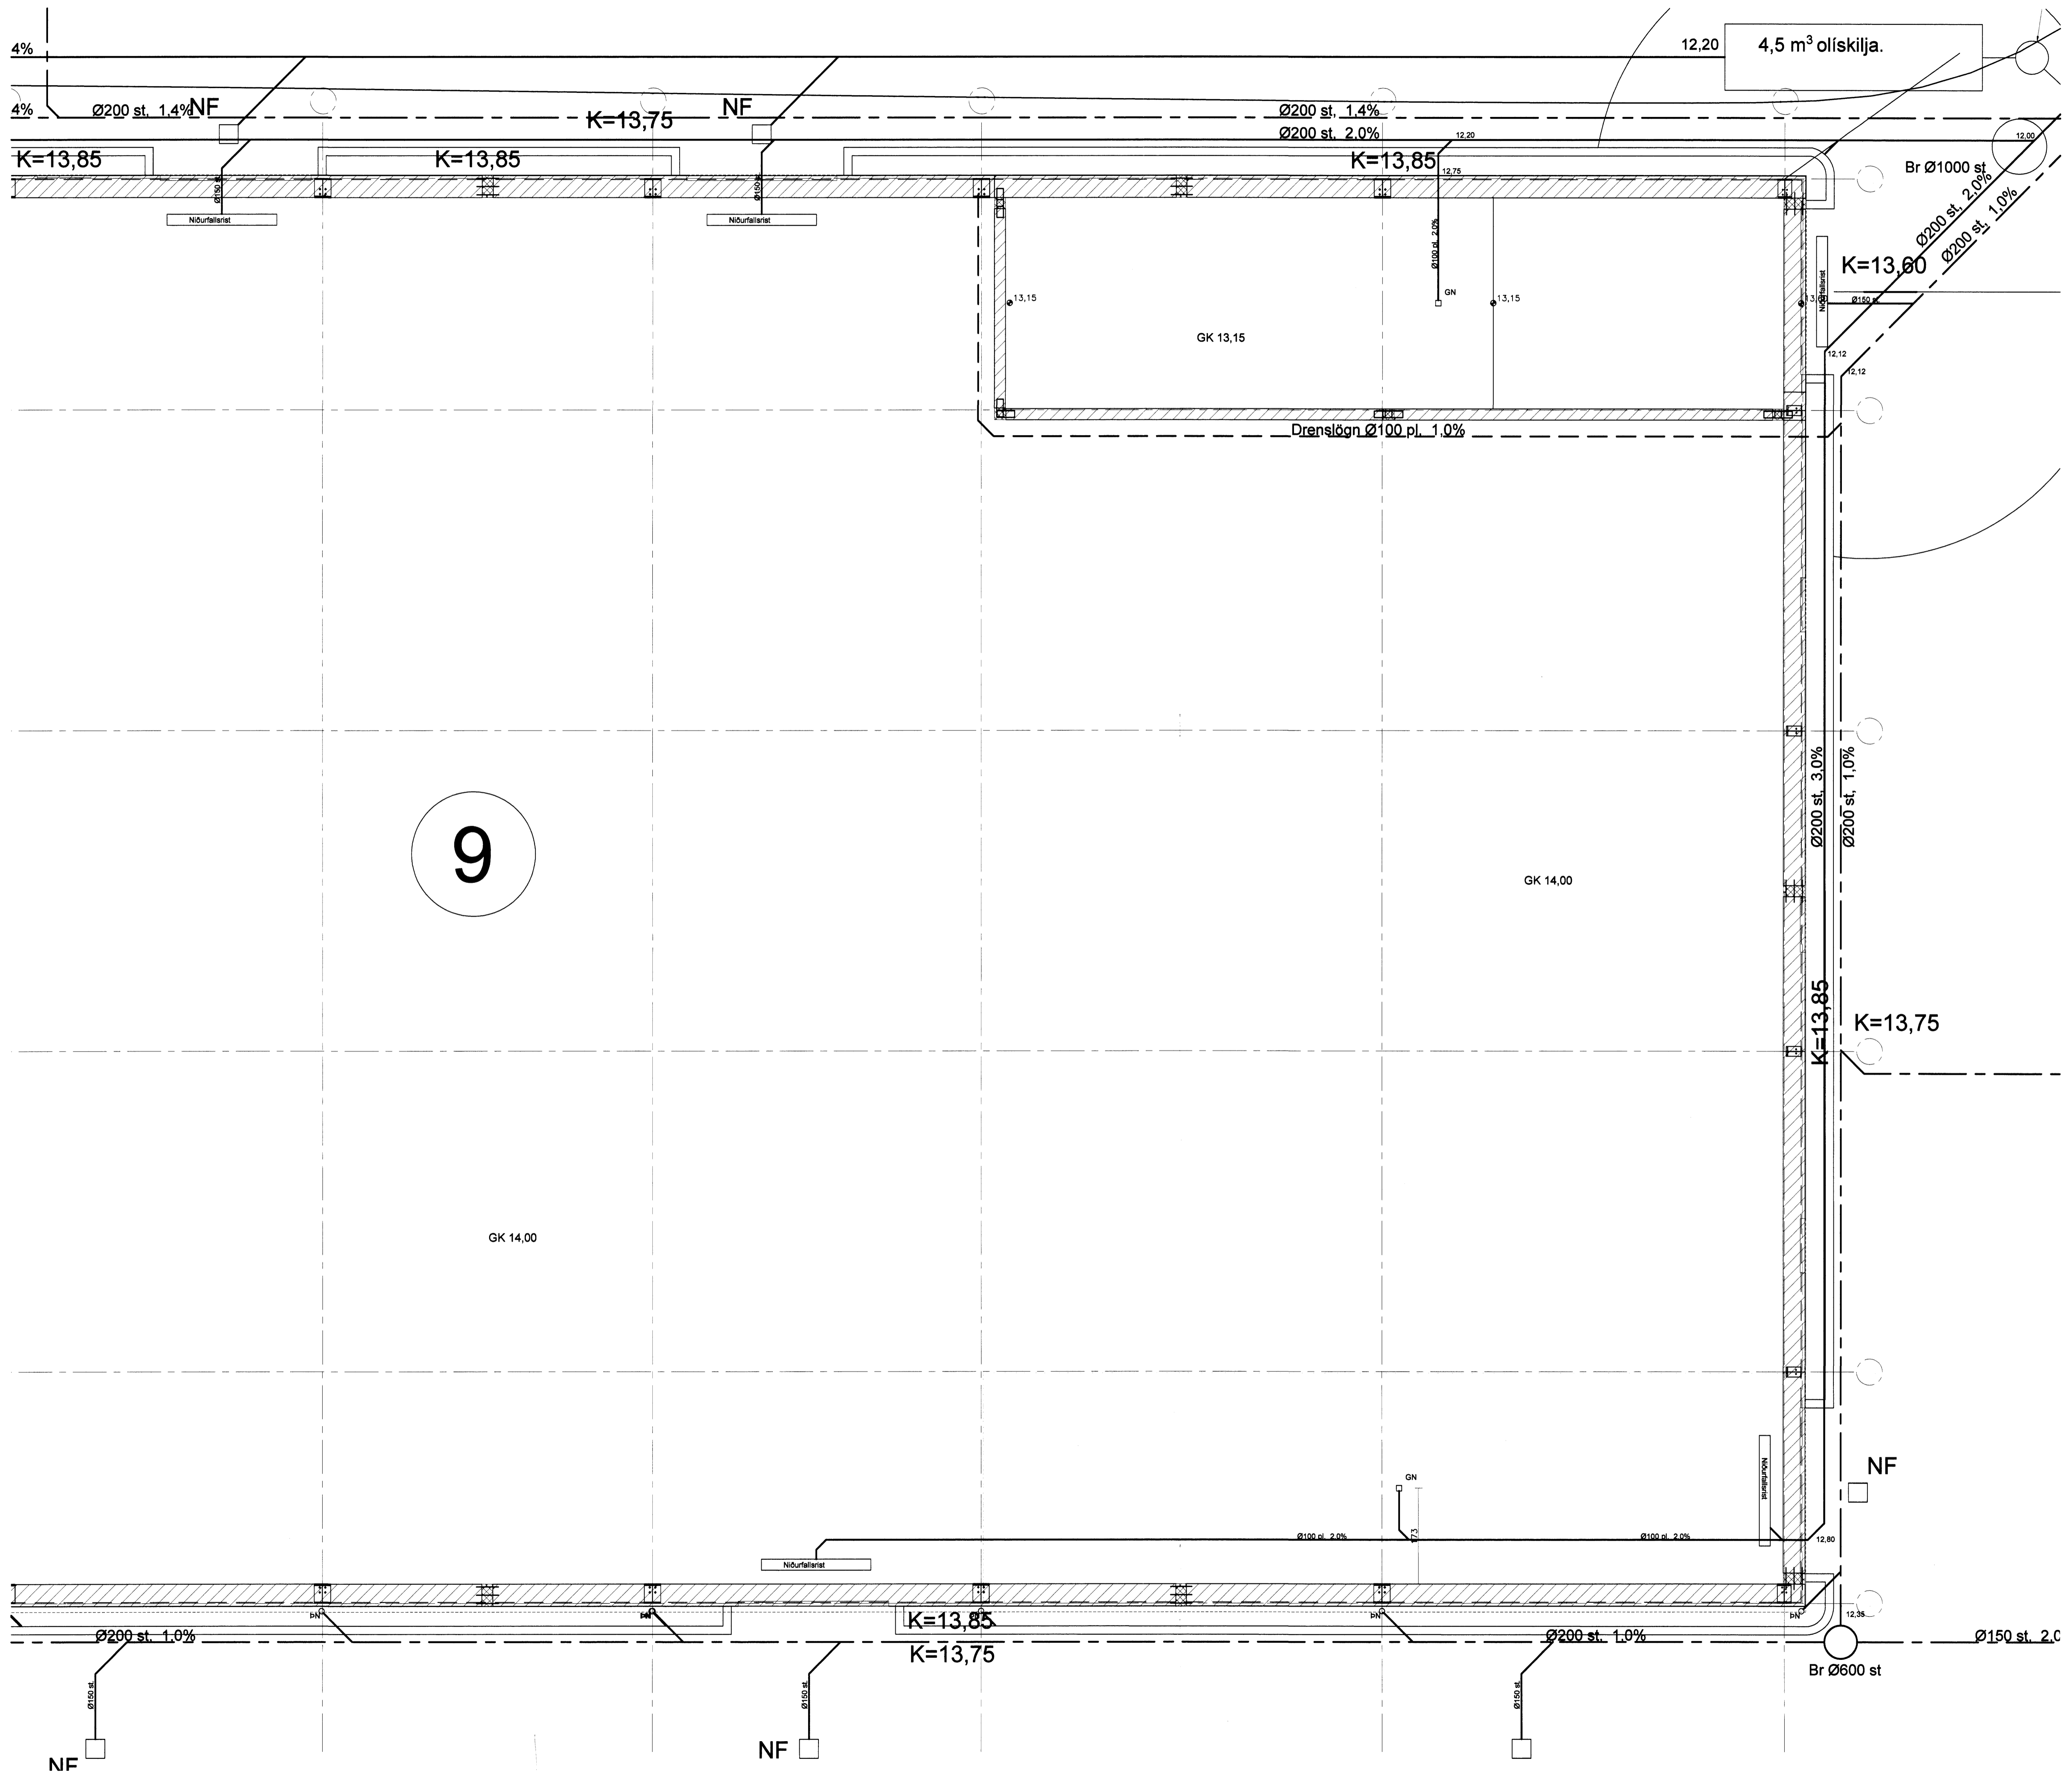 4%
12,20
4,5 m³ olískilja.
4%
Ø200 st, 1,4%
NF
K=13,75
NF
Ø200 st, 1,4%
Ø200 st, 2.0%
12,20
12,00
K=13,85
K=13,85
K=13,85
12,75
Br Ø1000 st
Ø150 st.
Ø150 st.
Niðurfallsrist
Niðurfallsrist
Ø100 pl. 2.0%
Ø200 st, 2,0%
Ø200 st, 1,0%
K=13,60
Niðurfallsrist
GN
13,15
13,15
Ø150 st.
GK 13,15
12,12
12,12
Drenslögn Ø100 pl. 1,0%
Ø200 st, 3,0%
Ø200 st, 1,0%
9
GK 14,00
K=13,85
K=13,75
GK 14,00
NF
GN
Niðurfallsrist
173
Ø100 pl. 2.0%
Ø100 pl. 2.0%
12,80
Niðurfallsrist
ÞN
ÞN
ÞN
12,35
K=13,85
Ø200 st. 1,0%
Ø200 st. 1,0%
Ø150 st. 2.0
K=13,75
Br Ø600 st
Ø150 st.
Ø150 st.
Ø150 st.
NF
NF